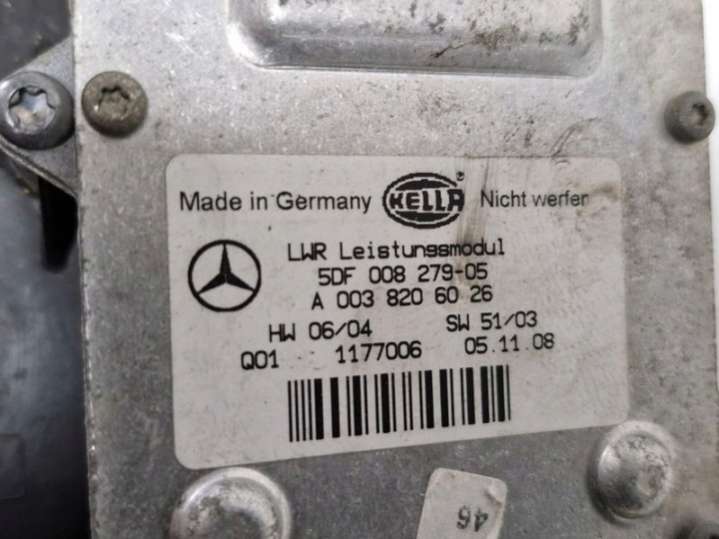 Made in Germany HELLA ® Nicht werfen
LWR Leistungsmodul
5DF 008 279-05
A 003 820 60 26
HW 06/04 SW 51/03
Q01 1177006 05.11.08
46